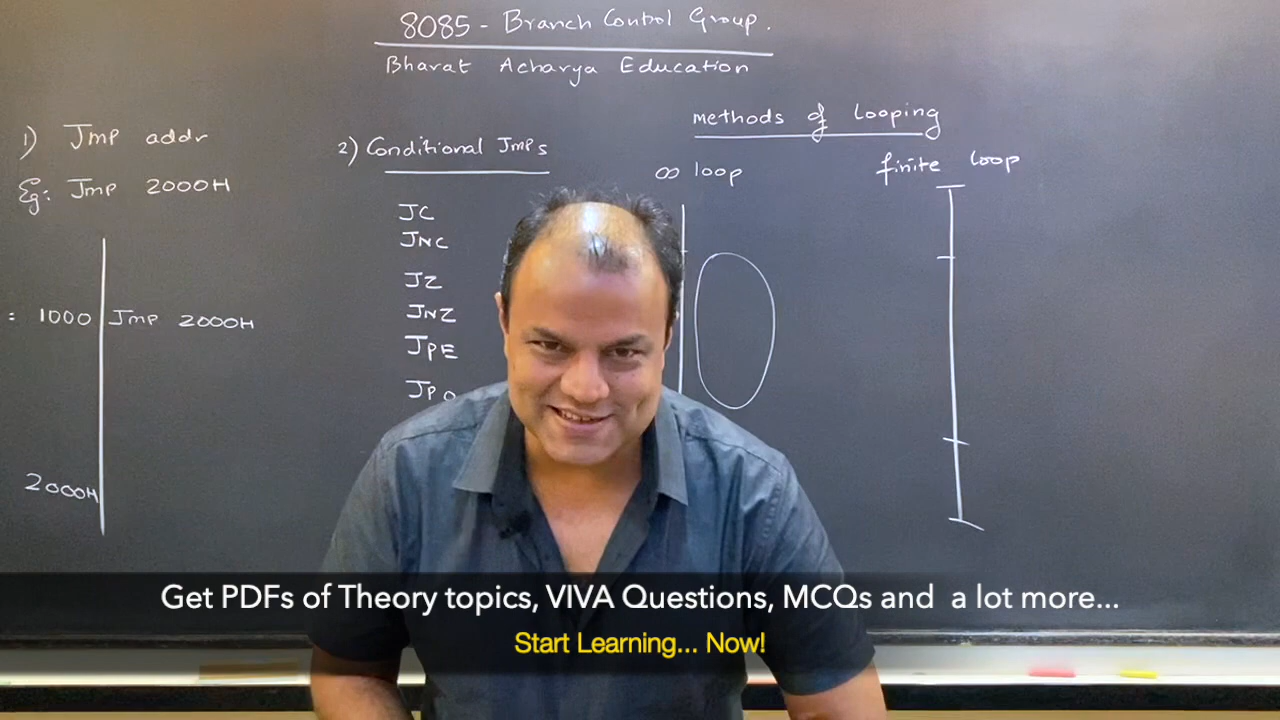 8085 - Branch Control Group.
Bharat Acharya Education
1) Jmp addr
Eg: Jmp 2000H
: 1000 Jmp 2000H
2000H
2) Conditional JMPs
JC
JNC
JZ
JNZ
JPE
JPO
methods of Looping
∞ loop
finite loop
Get PDFs of Theory topics, VIVA Questions, MCQs and a lot more...
Start Learning... Now!